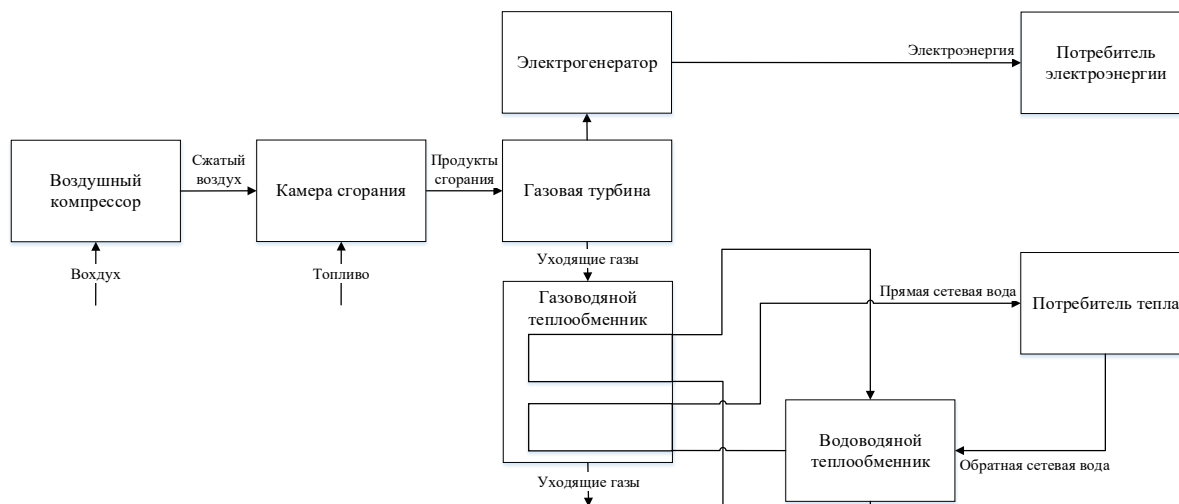 Электрогенератор
Электроэнергия
Потребитель
электроэнергии
Воздушный
компрессор
Сжатый
воздух
Камера сгорания
Продукты
сгорания
Газовая турбина
Вохдух
Топливо
Уходящие газы
Газоводяной
теплообменник
Прямая сетевая вода
Потребитель тепла
Водоводяной
теплообменник
Обратная сетевая вода
Уходящие газы